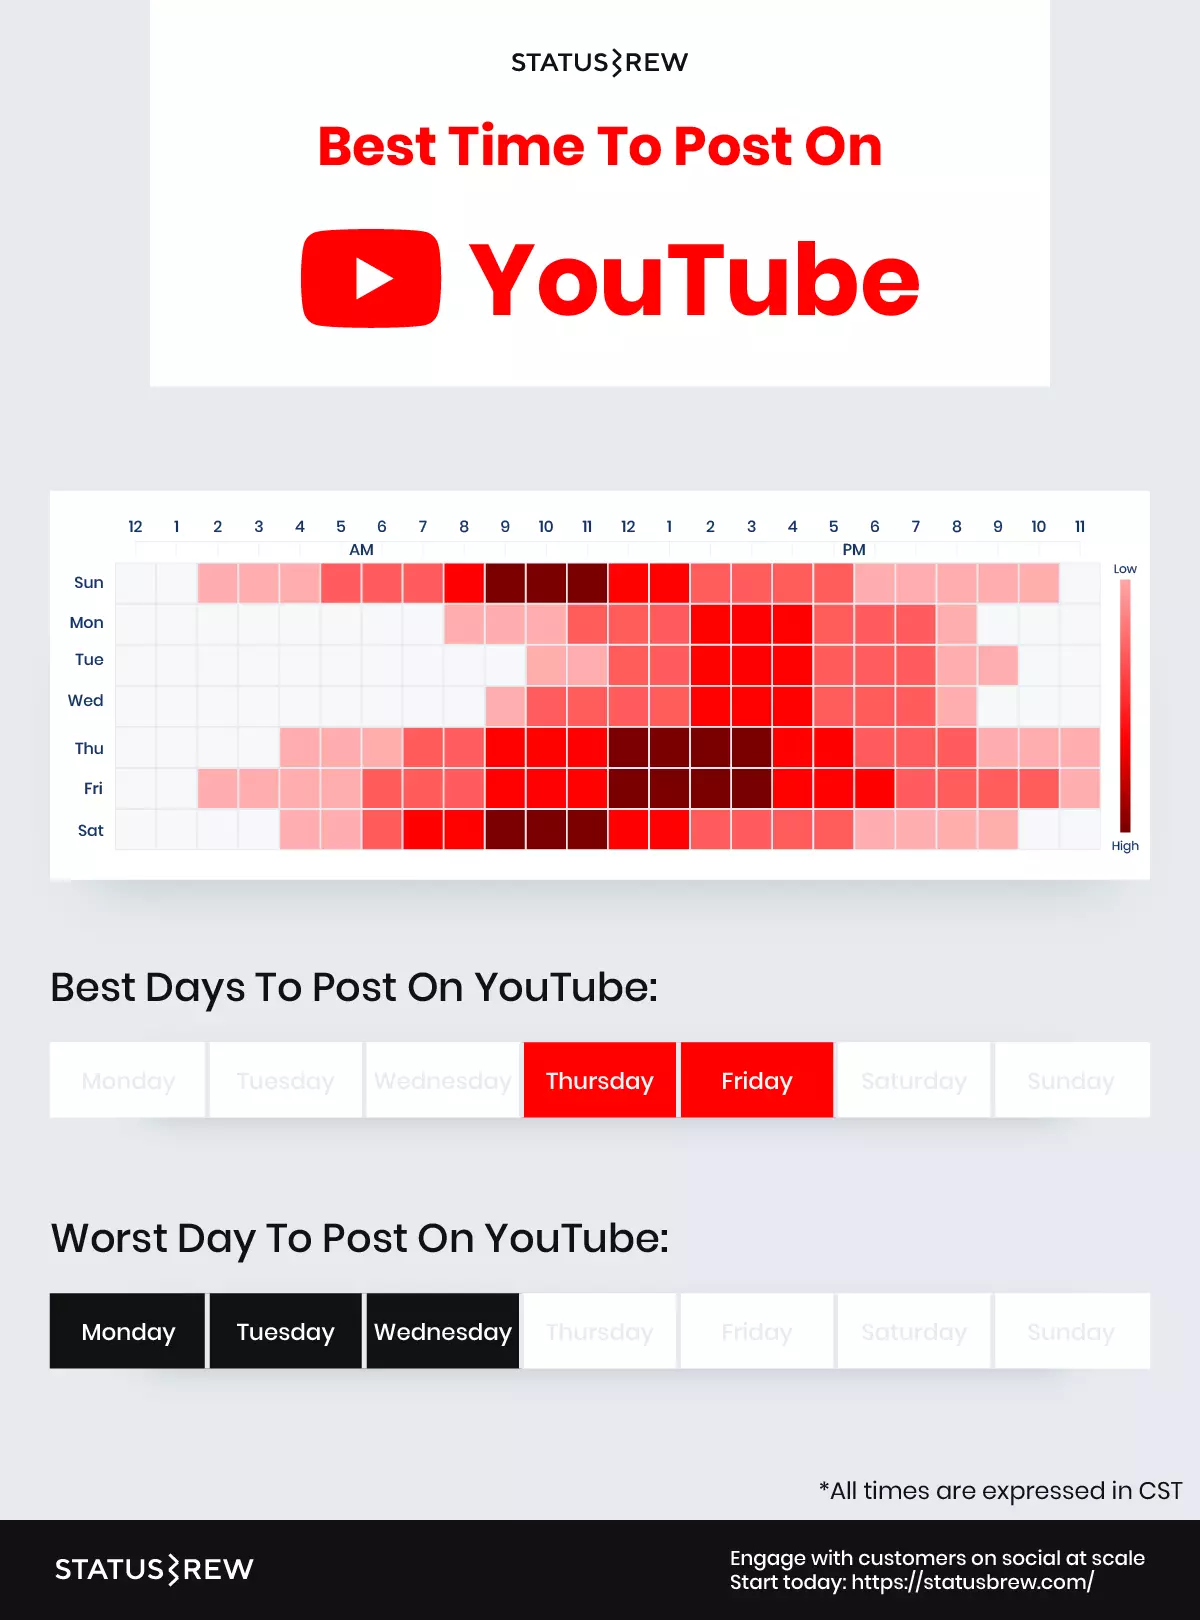 STATUSBREW
Best Time To Post On
YouTube
12 1 2 3 4 5 6 7 8 9 10 11 12 1 2 3 4 5 6 7 8 9 10 11
AM PM
Low
Sun
Mon
Tue
Wed
Thu
Fri
Sat
High
Best Days To Post On YouTube:
Monday Tuesday Wednesday Thursday Friday Saturday Sunday
Worst Day To Post On YouTube:
Monday Tuesday Wednesday Thursday Friday Saturday Sunday
*All times are expressed in CST
STATUSBREW
Engage with customers on social at scale
Start today: https://statusbrew.com/